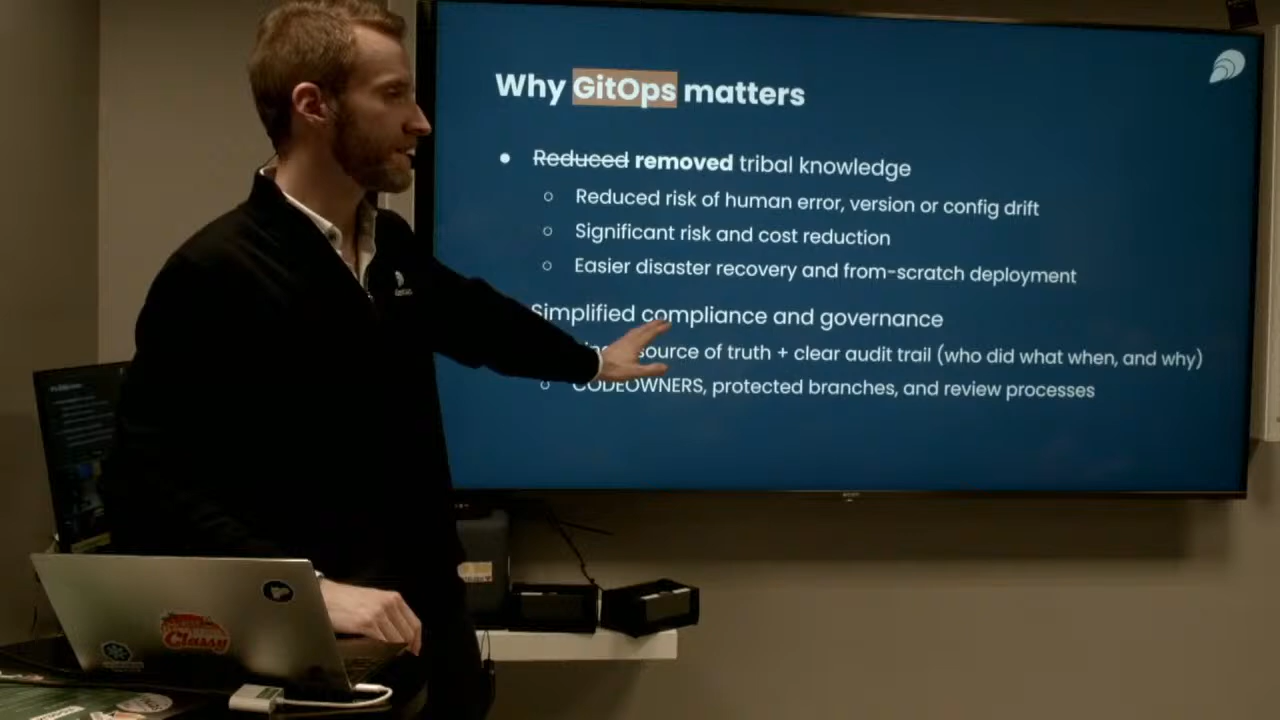 Why GitOps matters
Reduced removed tribal knowledge
Reduced risk of human error, version or config drift
Significant risk and cost reduction
Easier disaster recovery and from-scratch deployment
Simplified compliance and governance
source of truth + clear audit trail (who did what when, and why)
CODEOWNERS, protected branches, and review processes
Classy